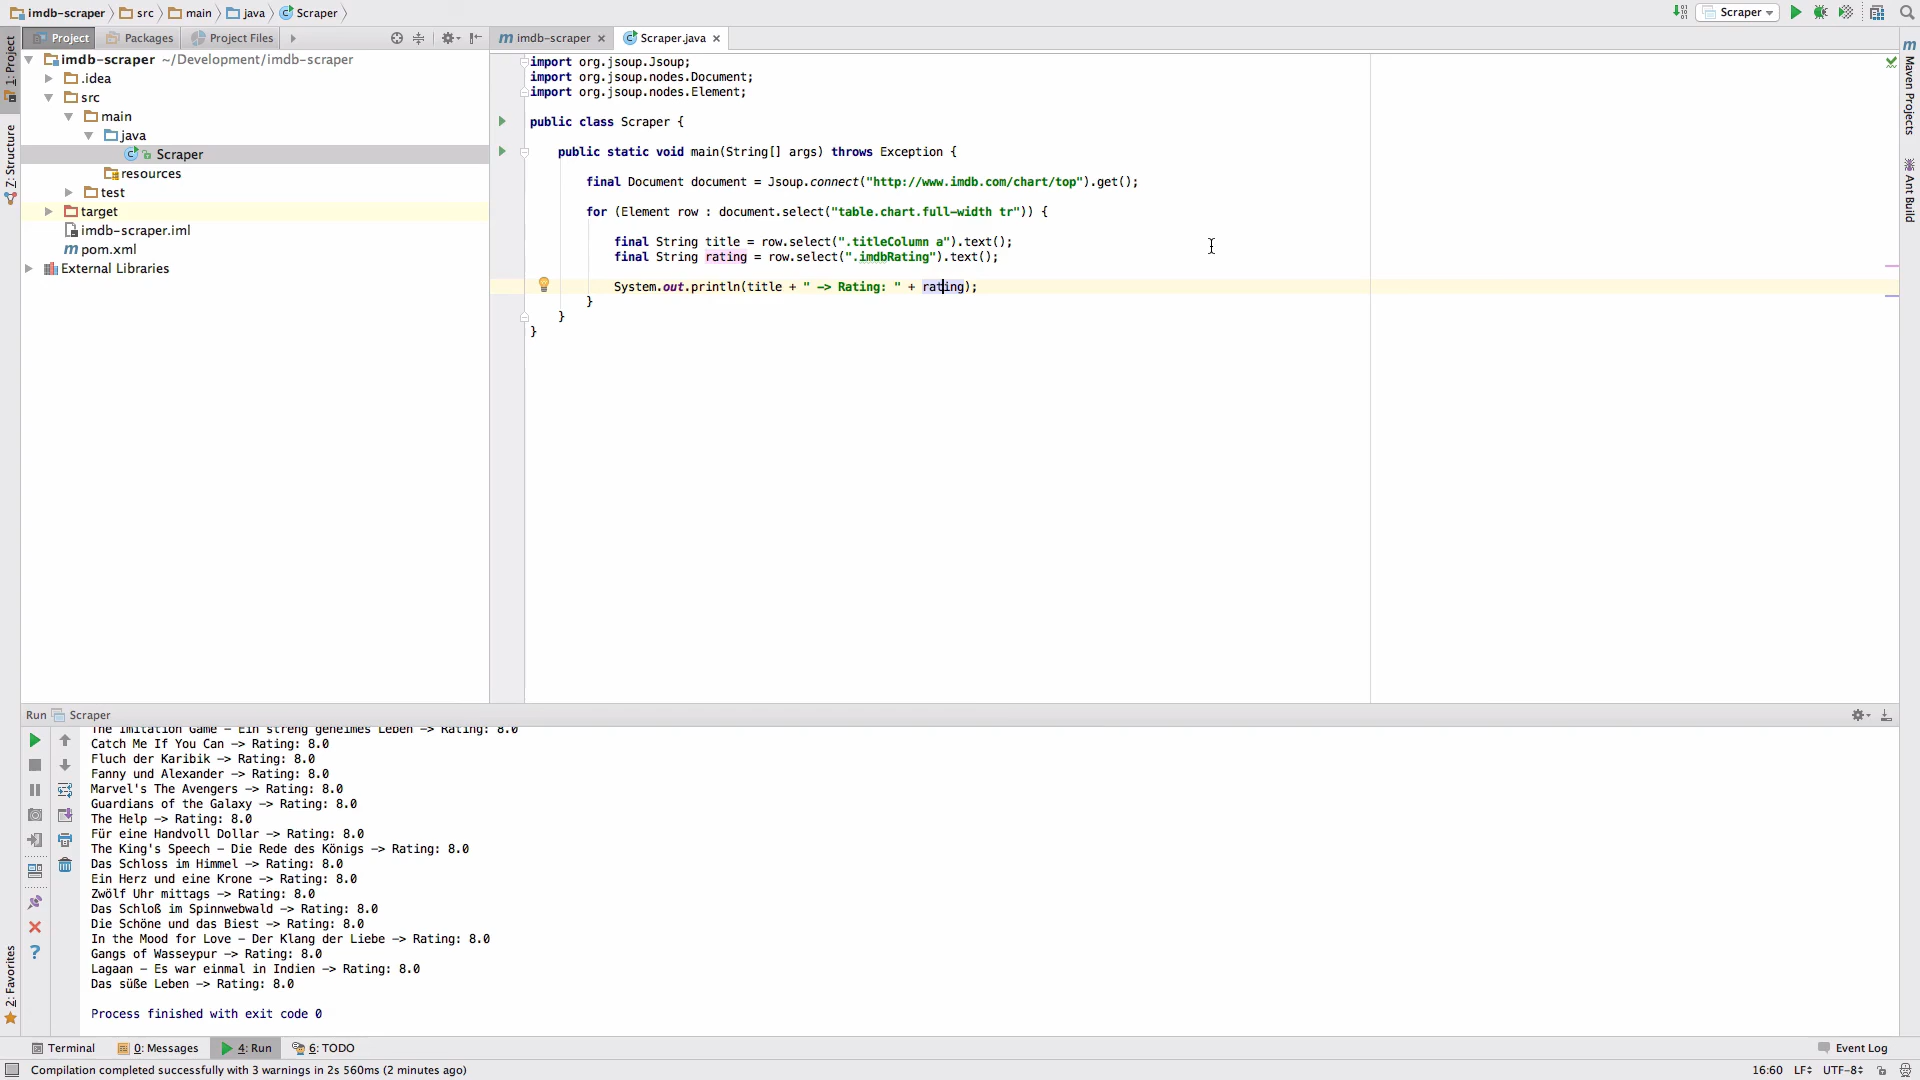 imdb-scraper src main java Scraper
Scraper
Project Packages Project Files
imdb-scraper Scraper.java
1: Project
Z: Structure
2: Favorites
imdb-scraper ~/Development/imdb-scraper
.idea
src
main
java
Scraper
resources
test
target
imdb-scraper.iml
pom.xml
External Libraries
import org.jsoup.Jsoup;
import org.jsoup.nodes.Document;
import org.jsoup.nodes.Element;
public class Scraper {
public static void main(String[] args) throws Exception {
final Document document = Jsoup.connect("http://www.imdb.com/chart/top").get();
for (Element row : document.select("table.chart.full-width tr")) {
final String title = row.select(".titleColumn a").text();
final String rating = row.select(".imdbRating").text();
System.out.println(title + " -> Rating: " + rating);
}
}
}
Maven Projects
Ant Build
Run Scraper
The Imitation Game - Ein streng geheimes Leben -> Rating: 8.0
Catch Me If You Can -> Rating: 8.0
Fluch der Karibik -> Rating: 8.0
Fanny und Alexander -> Rating: 8.0
Marvel's The Avengers -> Rating: 8.0
Guardians of the Galaxy -> Rating: 8.0
The Help -> Rating: 8.0
Für eine Handvoll Dollar -> Rating: 8.0
The King's Speech - Die Rede des Königs -> Rating: 8.0
Das Schloss im Himmel -> Rating: 8.0
Ein Herz und eine Krone -> Rating: 8.0
Zwölf Uhr mittags -> Rating: 8.0
Das Schloß im Spinnwebwald -> Rating: 8.0
Die Schöne und das Biest -> Rating: 8.0
In the Mood for Love - Der Klang der Liebe -> Rating: 8.0
Gangs of Wasseypur -> Rating: 8.0
Lagaan - Es war einmal in Indien -> Rating: 8.0
Das süße Leben -> Rating: 8.0
Process finished with exit code 0
Terminal 0: Messages 4: Run 6: TODO Event Log
Compilation completed successfully with 3 warnings in 2s 560ms (2 minutes ago) 16:60 LF UTF-8